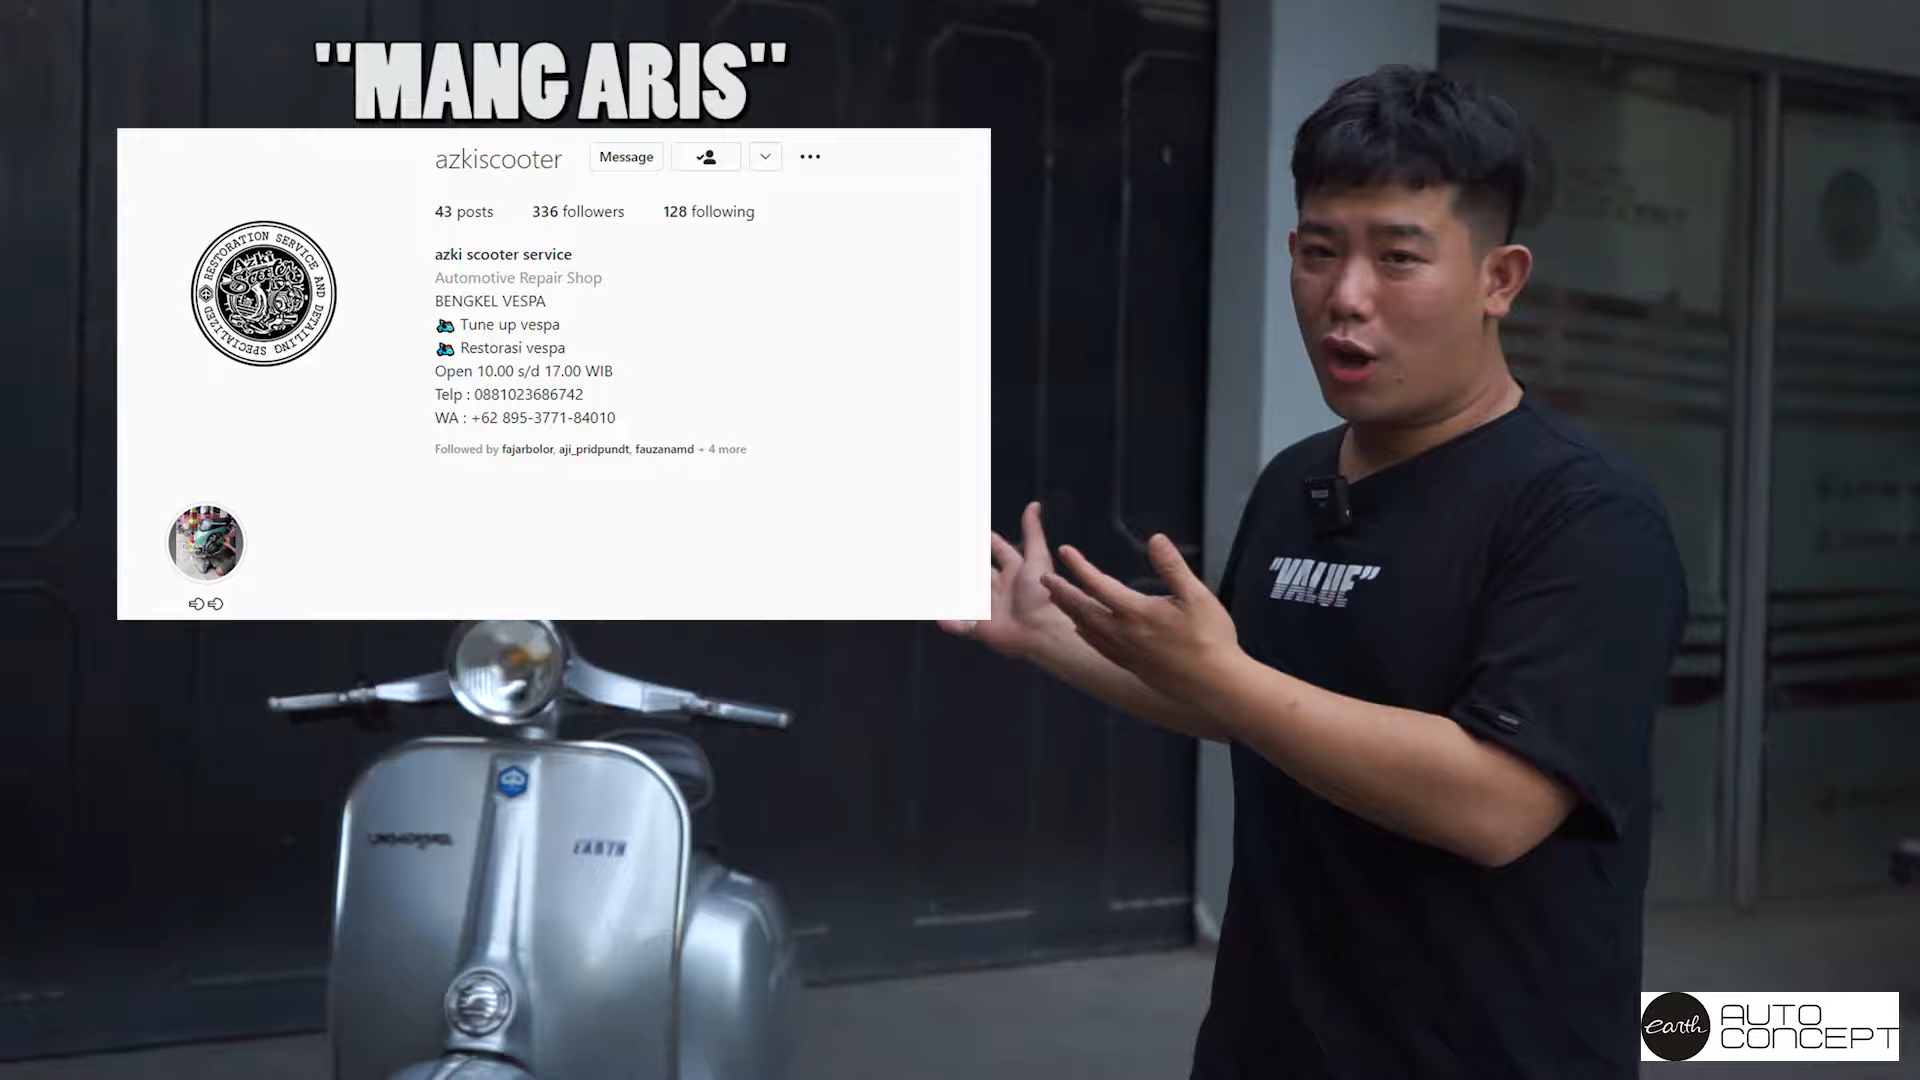 "MANG ARIS"
azkiscooter Message
43 posts 336 followers 128 following
azki scooter service
Automotive Repair Shop
BENGKEL VESPA
Tune up vespa
Restorasi vespa
Open 10.00 s/d 17.00 WIB
Telp : 0881023686742
WA : +62 895-3771-84010
Followed by fajarbolor, aji_pridpundt, fauzanamd + 4 more
RESTORATION SERVICE AND DETAILING SPECIALIZED
Azki
"VALUE"
EARTH
earth
AUTO
CONCEPT